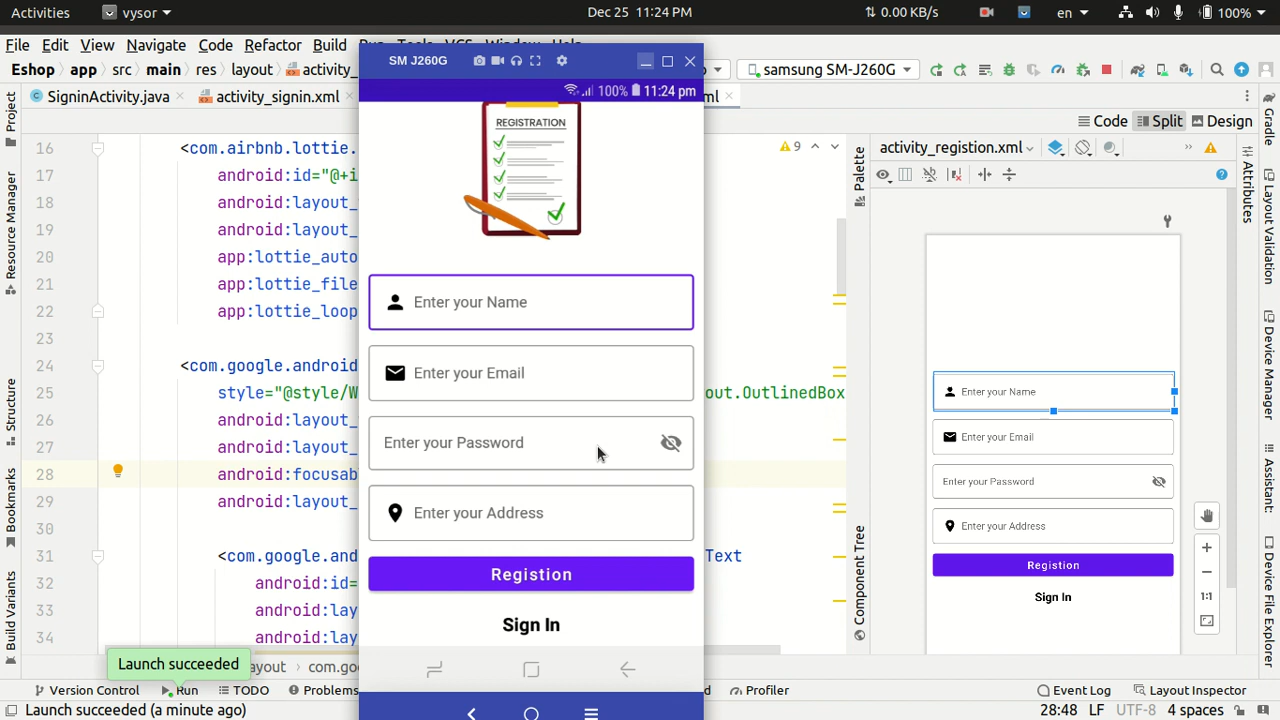 Activities
vysor
Dec 25 11:24 PM
0.00 KB/s
en
100%
File Edit View Navigate Code Refactor Build
Eshop app src main res layout activity_
samsung SM-J260G
SigninActivity.java
activity_signin.xml
ml
Code
Split
Design
SM J260G
100% 11:24 pm
REGISTRATION
Enter your Name
Enter your Email
Enter your Password
Enter your Address
Registion
Sign In
16 <com.airbnb.lottie.
17 android:id="@+i
18 android:layout_
19 android:layout_
20 app:lottie_auto
21 app:lottie_file
22 app:lottie_loop
23
24 <com.google.android
25 style="@style/W out.OutlinedBox
26 android:layout_
27 android:layout_
28 android:focusab
29 android:layout_
30
31 <com.google.and Text
32 android:id=
33 android:lay
34 android:lay
9
activity_registion.xml
Enter your Name
Enter your Email
Enter your Password
Enter your Address
Registion
Sign In
1:1
Project
Resource Manager
Structure
Bookmarks
Build Variants
Palette
Component Tree
Attributes
Gradle
Layout Validation
Device Manager
Assistant:
Device File Explorer
Launch succeeded
ayout com.goo
Version Control
Run
TODO
Problems
Profiler
Event Log
Layout Inspector
Launch succeeded (a minute ago)
28:48 LF UTF-8 4 spaces